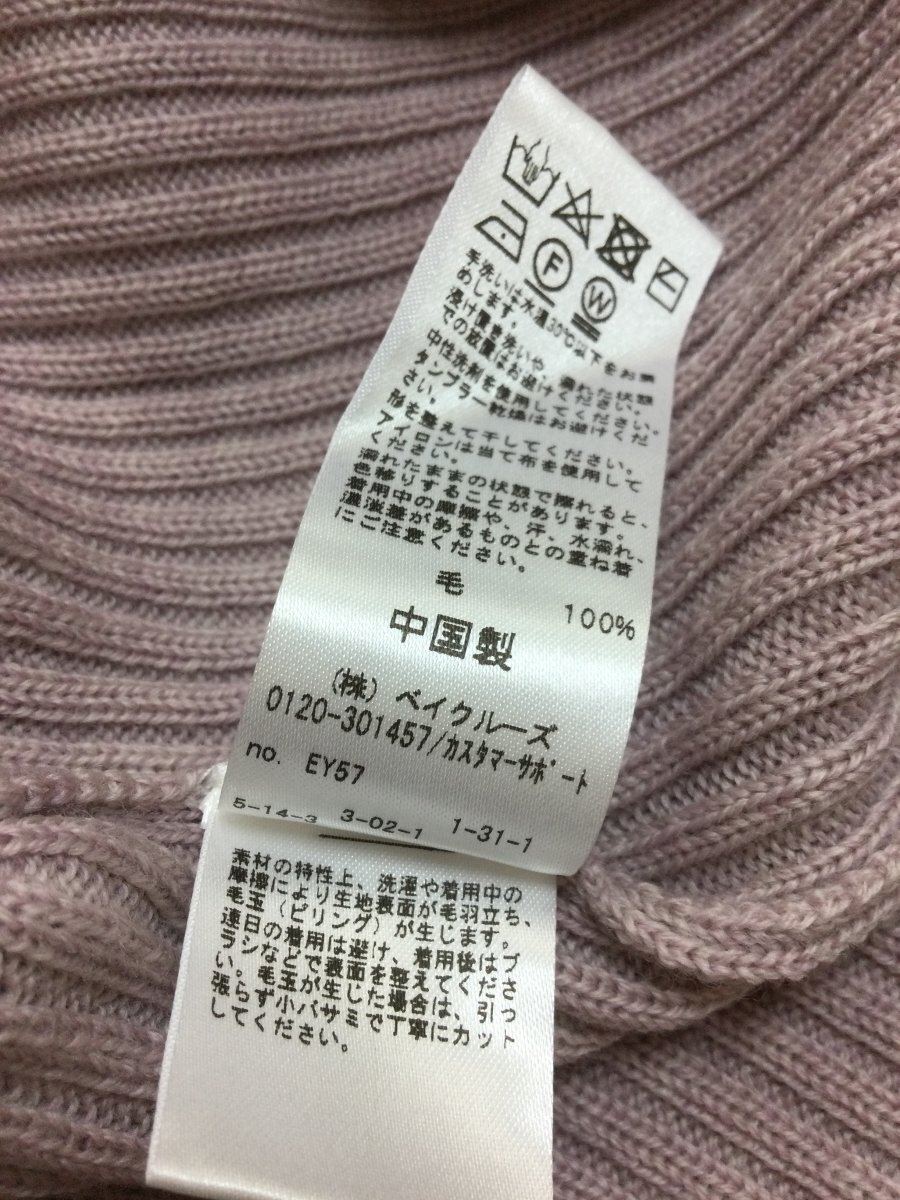 F
W
手洗いは水温30℃以下をお薦
めします。
浸け置き洗いや、濡れた状態
での放置はお避けください。
中性洗剤を使用してください。
タンブラー乾燥はお避けくだ
さい。
形を整えて干してください。
アイロンは当て布を使用して
ください。
濡れたままの状態で擦れると、
色移りすることがあります。
着用中の摩擦や、汗、水濡れ、
濃淡差があるものとの重ね着
にご注意ください。
毛 100%
中国製
(株) ベイクルーズ
0120-301457/カスタマーサポート
no. EY57
5-14-3 3-02-1 1-31-1
素材の特性上、洗濯や着用中の
摩擦により生地表面が毛羽立ち、
毛玉(ピリング)が生じます。
連日の着用は避け、着用後はブ
ラシなどで表面を整えてくださ
い。毛玉が生じた場合は、引っ
張らず小バサミで丁寧にカット
してください。